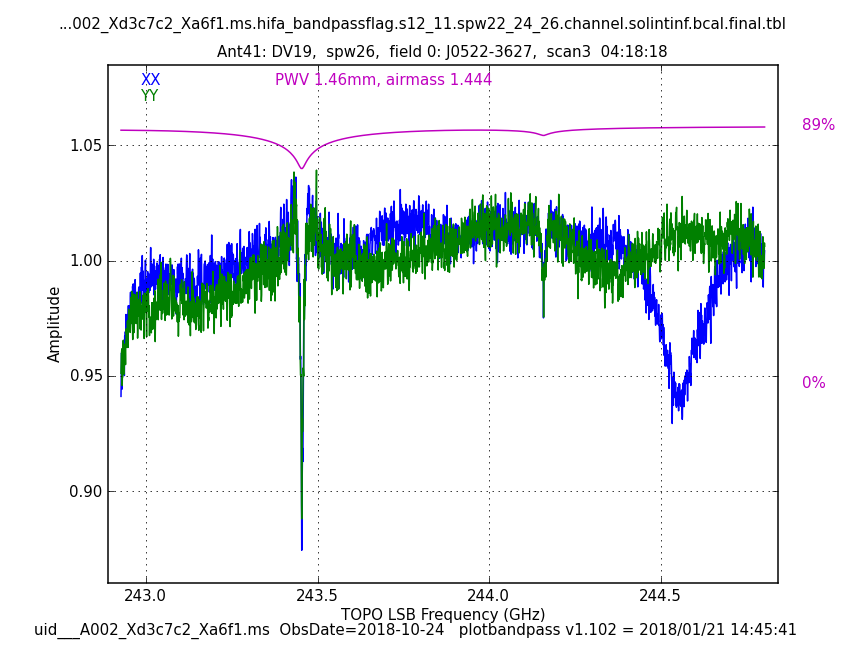 ...002_Xd3c7c2_Xa6f1.ms.hifa_bandpassflag.s12_11.spw22_24_26.channel.solintinf.bcal.final.tbl
Ant41: DV19,  spw26,  field 0: J0522-3627,  scan3  04:18:18
XX
PWV 1.46mm, airmass 1.444
YY
89%
1.05
1.00
0.95
0%
0.90
Amplitude
243.0 243.5 244.0 244.5
TOPO LSB Frequency (GHz)
uid___A002_Xd3c7c2_Xa6f1.ms  ObsDate=2018-10-24   plotbandpass v1.102 = 2018/01/21 14:45:41